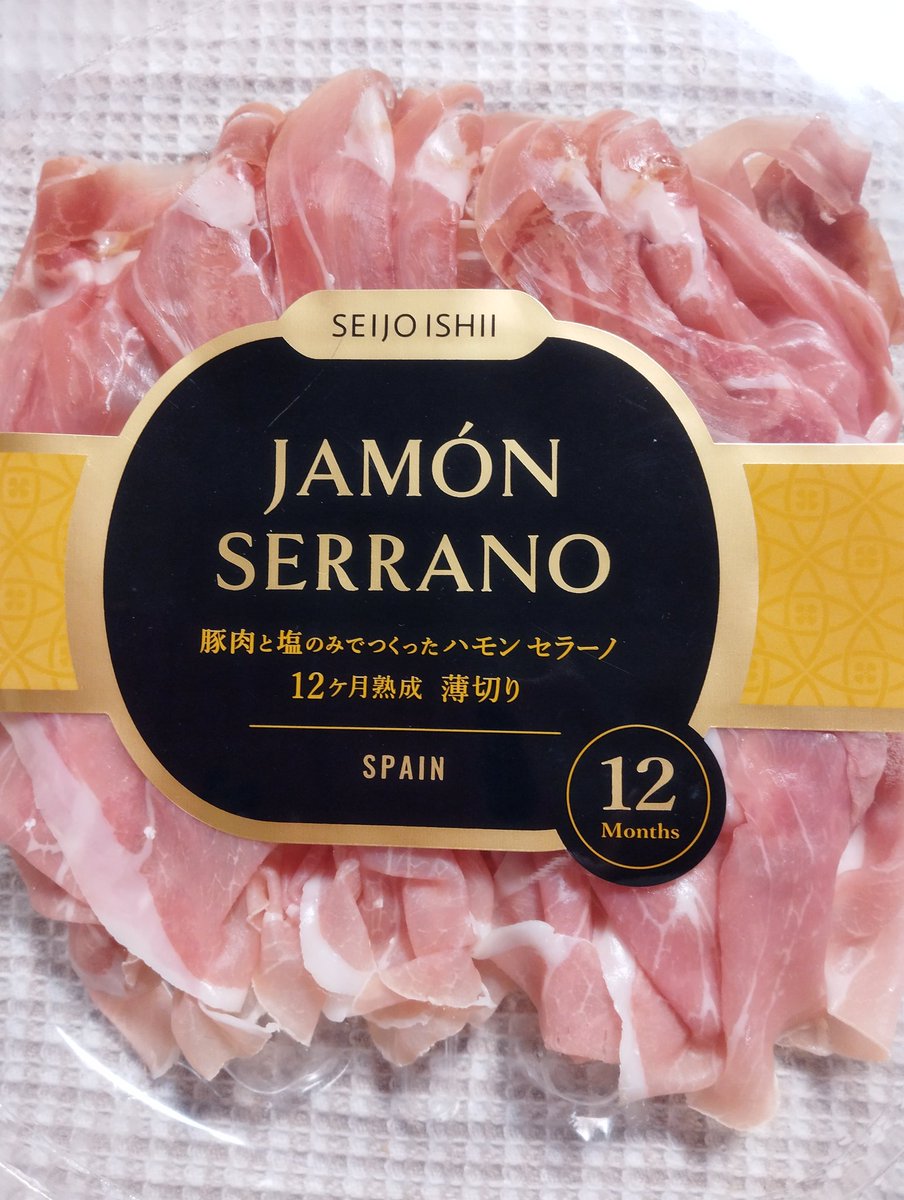 SEIJO ISHII
JAMÓN
SERRANO
豚肉と塩のみでつくったハモン セラーノ
12ヶ月熟成 薄切り
SPAIN
12
Months